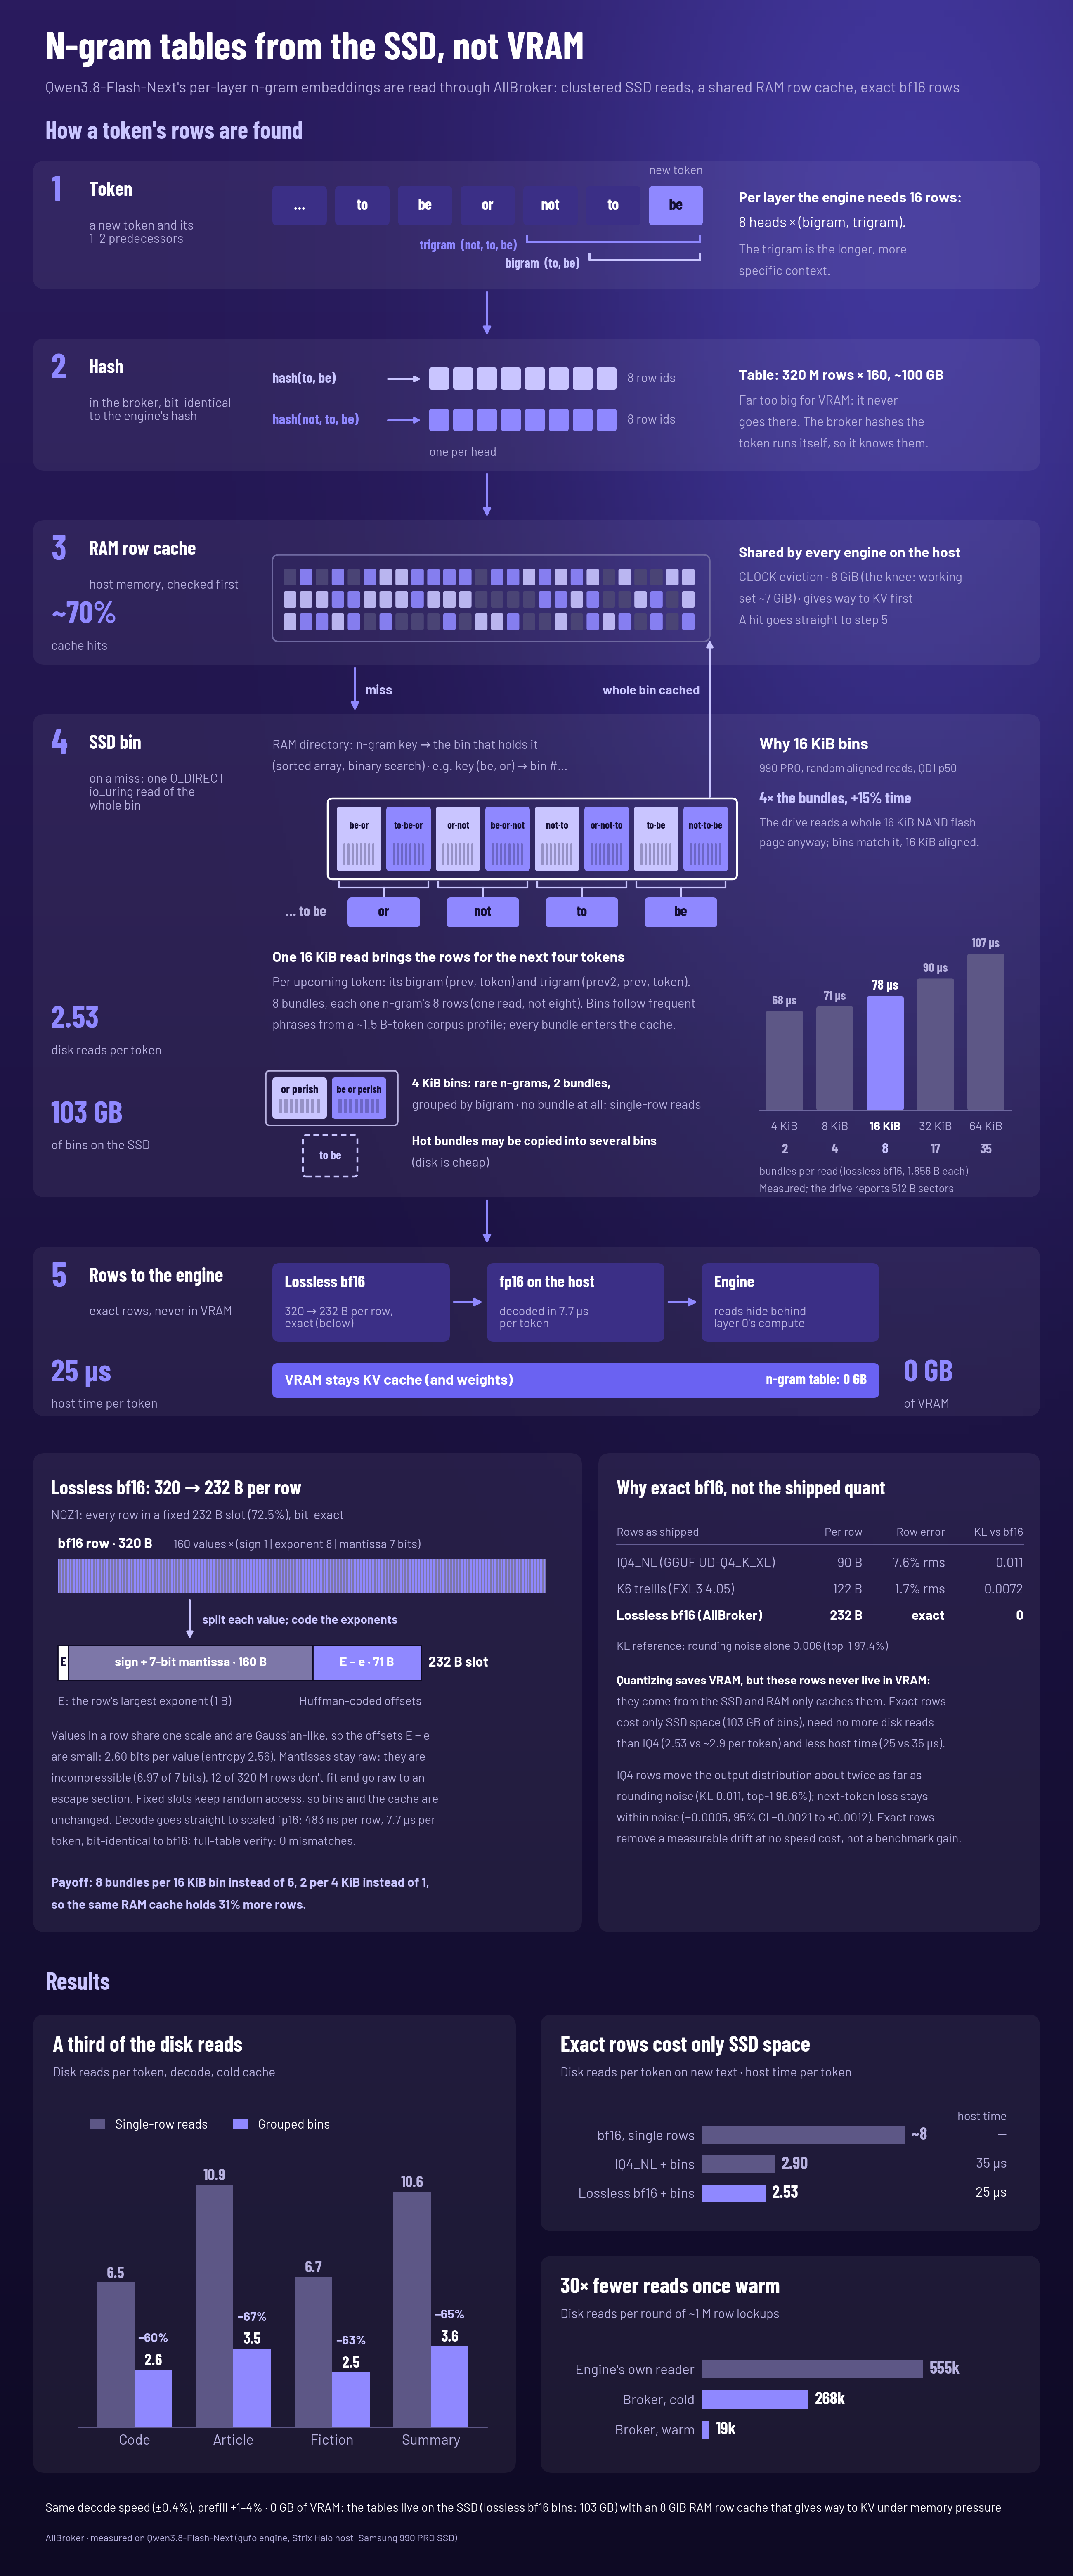 N-gram tables from the SSD, not VRAM
Qwen3.8-Flash-Next's per-layer n-gram embeddings are read through AllBroker: clustered SSD reads, a shared RAM row cache, exact bf16 rows
How a token's rows are found
1
Token
a new token and its
1–2 predecessors
new token
... to be or not to be
trigram (not, to, be)
bigram (to, be)
Per layer the engine needs 16 rows:
8 heads × (bigram, trigram).
The trigram is the longer, more
specific context.
2
Hash
in the broker, bit-identical
to the engine's hash
hash(to, be)
8 row ids
hash(not, to, be)
8 row ids
one per head
Table: 320 M rows × 160, ~100 GB
Far too big for VRAM: it never
goes there. The broker hashes the
token runs itself, so it knows them.
3
RAM row cache
host memory, checked first
~70%
cache hits
Shared by every engine on the host
CLOCK eviction · 8 GiB (the knee: working
set ~7 GiB) · gives way to KV first
A hit goes straight to step 5
miss
whole bin cached
4
SSD bin
on a miss: one O_DIRECT
io_uring read of the
whole bin
RAM directory: n-gram key → the bin that holds it
(sorted array, binary search) · e.g. key (be, or) → bin #...
be·or to·be·or or·not be·or·not not·to or·not·to to·be not·to·be
... to be or not to be
One 16 KiB read brings the rows for the next four tokens
Per upcoming token: its bigram (prev, token) and trigram (prev2, prev, token).
8 bundles, each one n-gram's 8 rows (one read, not eight). Bins follow frequent
phrases from a ~1.5 B-token corpus profile; every bundle enters the cache.
2.53
disk reads per token
103 GB
of bins on the SSD
or perish be or perish
to be
4 KiB bins: rare n-grams, 2 bundles,
grouped by bigram · no bundle at all: single-row reads
Hot bundles may be copied into several bins
(disk is cheap)
Why 16 KiB bins
990 PRO, random aligned reads, QD1 p50
4× the bundles, +15% time
The drive reads a whole 16 KiB NAND flash
page anyway; bins match it, 16 KiB aligned.
68 µs 71 µs 78 µs 90 µs 107 µs
4 KiB 8 KiB 16 KiB 32 KiB 64 KiB
2 4 8 17 35
bundles per read (lossless bf16, 1,856 B each)
Measured; the drive reports 512 B sectors
5
Rows to the engine
exact rows, never in VRAM
25 µs
host time per token
Lossless bf16
320 → 232 B per row,
exact (below)
fp16 on the host
decoded in 7.7 µs
per token
Engine
reads hide behind
layer 0's compute
VRAM stays KV cache (and weights)
n-gram table: 0 GB
0 GB
of VRAM
Lossless bf16: 320 → 232 B per row
NGZ1: every row in a fixed 232 B slot (72.5%), bit-exact
bf16 row · 320 B
160 values × (sign 1 | exponent 8 | mantissa 7 bits)
split each value; code the exponents
E
sign + 7-bit mantissa · 160 B
E − e · 71 B
232 B slot
E: the row's largest exponent (1 B)
Huffman-coded offsets
Values in a row share one scale and are Gaussian-like, so the offsets E − e
are small: 2.60 bits per value (entropy 2.56). Mantissas stay raw: they are
incompressible (6.97 of 7 bits). 12 of 320 M rows don't fit and go raw to an
escape section. Fixed slots keep random access, so bins and the cache are
unchanged. Decode goes straight to scaled fp16: 483 ns per row, 7.7 µs per
token, bit-identical to bf16; full-table verify: 0 mismatches.
Payoff: 8 bundles per 16 KiB bin instead of 6, 2 per 4 KiB instead of 1,
so the same RAM cache holds 31% more rows.
Why exact bf16, not the shipped quant
Rows as shipped Per row Row error KL vs bf16
IQ4_NL (GGUF UD-Q4_K_XL) 90 B 7.6% rms 0.011
K6 trellis (EXL3 4.05) 122 B 1.7% rms 0.0072
Lossless bf16 (AllBroker) 232 B exact 0
KL reference: rounding noise alone 0.006 (top-1 97.4%)
Quantizing saves VRAM, but these rows never live in VRAM:
they come from the SSD and RAM only caches them. Exact rows
cost only SSD space (103 GB of bins), need no more disk reads
than IQ4 (2.53 vs ~2.9 per token) and less host time (25 vs 35 µs).
IQ4 rows move the output distribution about twice as far as
rounding noise (KL 0.011, top-1 96.6%); next-token loss stays
within noise (−0.0005, 95% CI −0.0021 to +0.0012). Exact rows
remove a measurable drift at no speed cost, not a benchmark gain.
Results
A third of the disk reads
Disk reads per token, decode, cold cache
Single-row reads Grouped bins
6.5 −60% 2.6
10.9 −67% 3.5
6.7 −63% 2.5
10.6 −65% 3.6
Code Article Fiction Summary
Exact rows cost only SSD space
Disk reads per token on new text · host time per token
host time
bf16, single rows ~8 —
IQ4_NL + bins 2.90 35 µs
Lossless bf16 + bins 2.53 25 µs
30× fewer reads once warm
Disk reads per round of ~1 M row lookups
Engine's own reader 555k
Broker, cold 268k
Broker, warm 19k
Same decode speed (±0.4%), prefill +1–4% · 0 GB of VRAM: the tables live on the SSD (lossless bf16 bins: 103 GB) with an 8 GiB RAM row cache that gives way to KV under memory pressure
AllBroker · measured on Qwen3.8-Flash-Next (gufo engine, Strix Halo host, Samsung 990 PRO SSD)